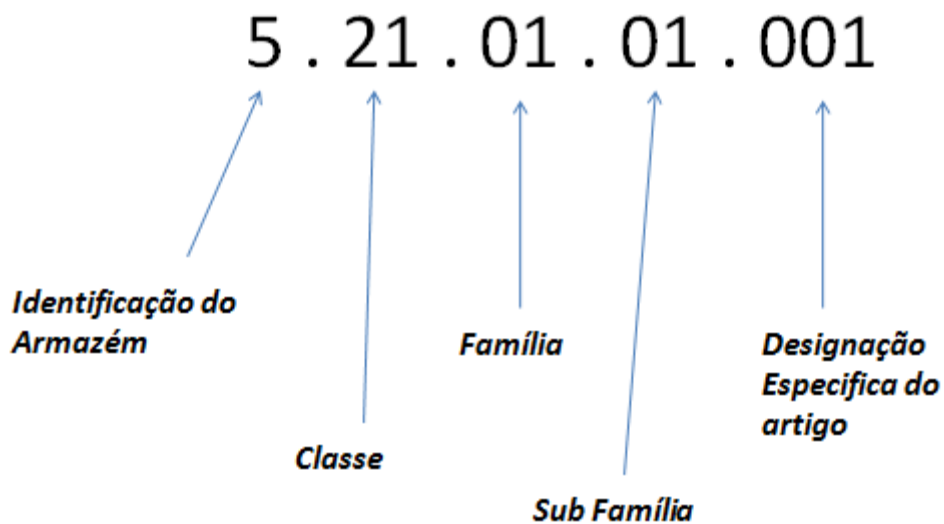 5 . 21 . 01 . 01 . 001
Identificação do
Armazém
Classe
Família
Sub Família
Designação
Especifica do
artigo